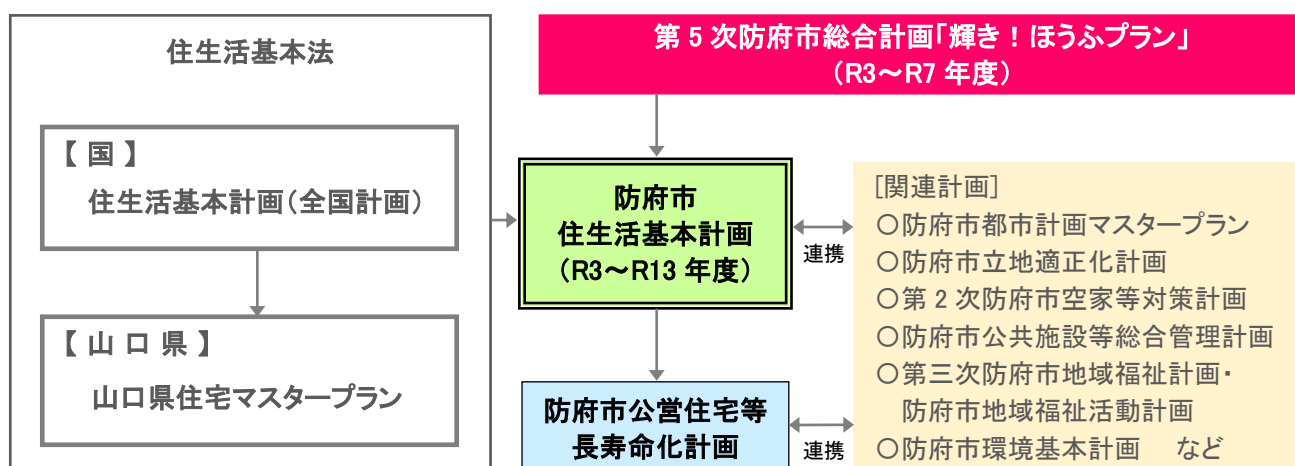 住生活基本法
【 国 】
住生活基本計画（全国計画）
【 山 口 県 】
山口県住宅マスタープラン
第 5 次防府市総合計画「輝き！ほうふプラン」
（R3～R7 年度）
防府市
住生活基本計画
（R3～R13 年度）
連携
防府市公営住宅等
長寿命化計画
連携
[関連計画]
○防府市都市計画マスタープラン
○防府市立地適正化計画
○第 2 次防府市空家等対策計画
○防府市公共施設等総合管理計画
○第三次防府市地域福祉計画・
防府市地域福祉活動計画
○防府市環境基本計画　など